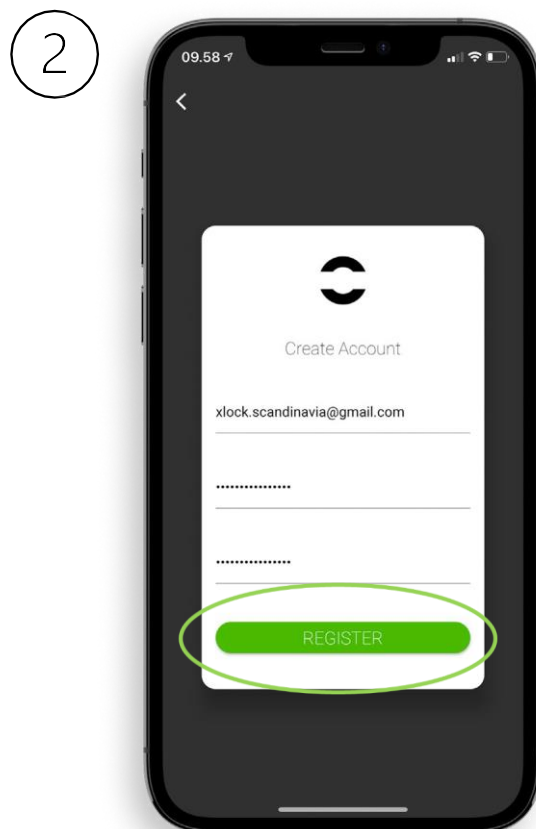 2
09.58
Create Account
xlock.scandinavia@gmail.com
................
................
REGISTER